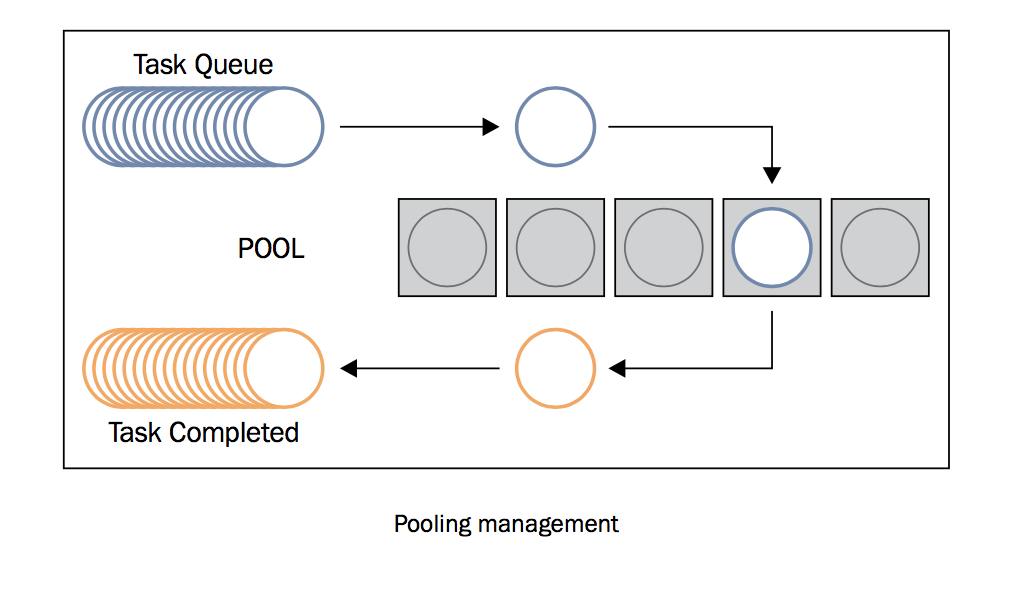 Task Queue
POOL
Task Completed
Pooling management